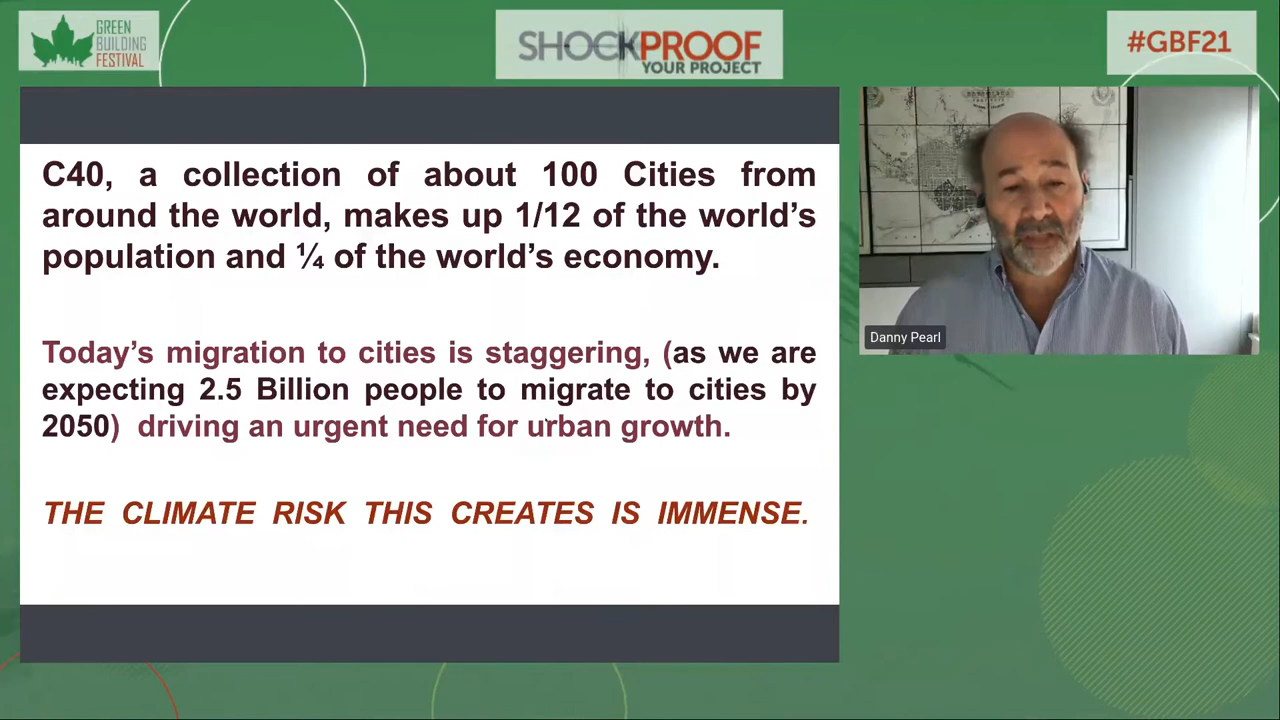 GREEN
BUILDING
FESTIVAL
SHOCKPROOF
YOUR PROJECT
#GBF21
C40, a collection of about 100 Cities from
around the world, makes up 1/12 of the world’s
population and ¼ of the world’s economy.
Today’s migration to cities is staggering, (as we are
expecting 2.5 Billion people to migrate to cities by
2050) driving an urgent need for urban growth.
THE CLIMATE RISK THIS CREATES IS IMMENSE.
Danny Pearl